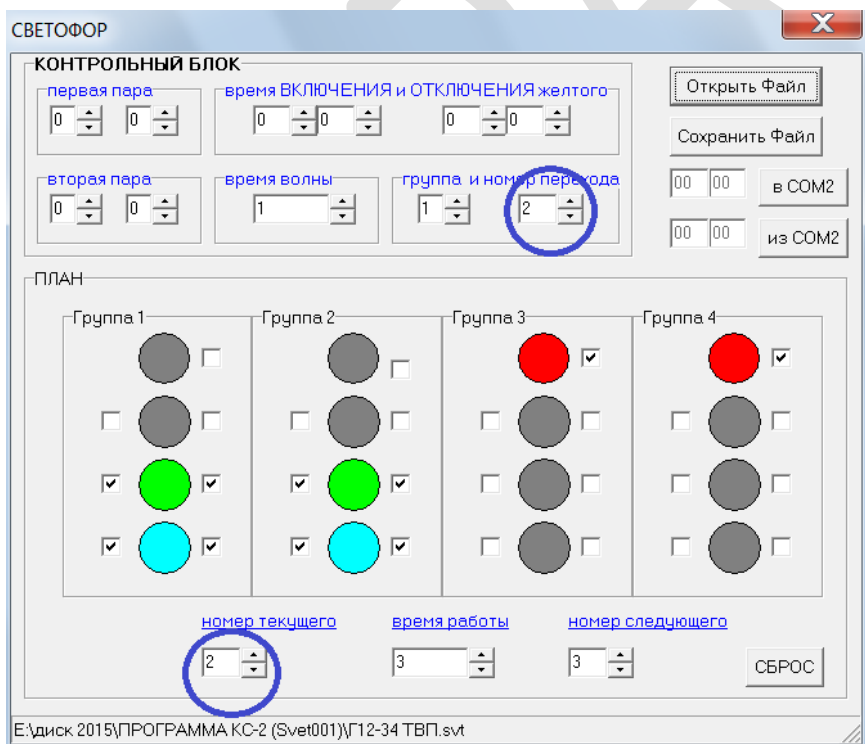 СВЕТОФОР
КОНТРОЛЬНЫЙ БЛОК
первая пара
время ВКЛЮЧЕНИЯ и ОТКЛЮЧЕНИЯ желтого
Открыть Файл
0 0 0 0 0 0
Сохранить Файл
вторая пара
время волны
группа и номер перехода
00 00 в COM2
0 0 1 1 2
00 00 из COM2
ПЛАН
Группа 1 Группа 2 Группа 3 Группа 4
номер текущего время работы номер следующего
2 3 3 СБРОС
E:\диск 2015\ПРОГРАММА КС-2 (Svet001)\Г12-34 ТВП.svt